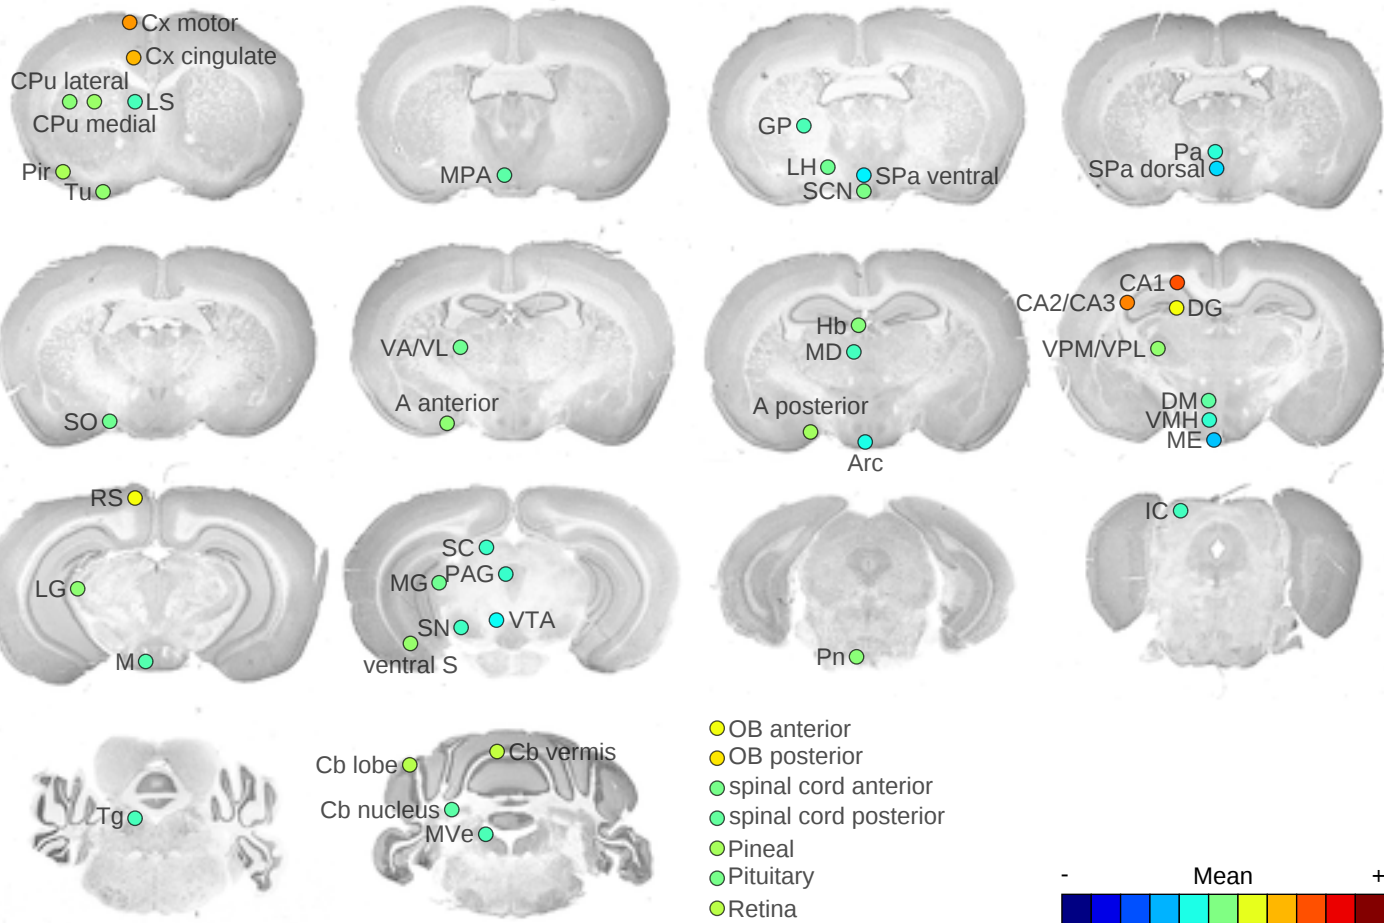 Cx motor
Cx cingulate
CPu lateral
LS
CPu medial
Pir
Tu
MPA
GP
LH
SPa ventral
SCN
Pa
SPa dorsal
SO
VA/VL
A anterior
Hb
MD
A posterior
Arc
CA1
CA2/CA3
DG
VPM/VPL
DM
VMH
ME
RS
LG
M
SC
MG
PAG
SN
VTA
ventral S
Pn
IC
Tg
Cb lobe
Cb vermis
Cb nucleus
MVe
OB anterior
OB posterior
spinal cord anterior
spinal cord posterior
Pineal
Pituitary
Retina
- Mean +